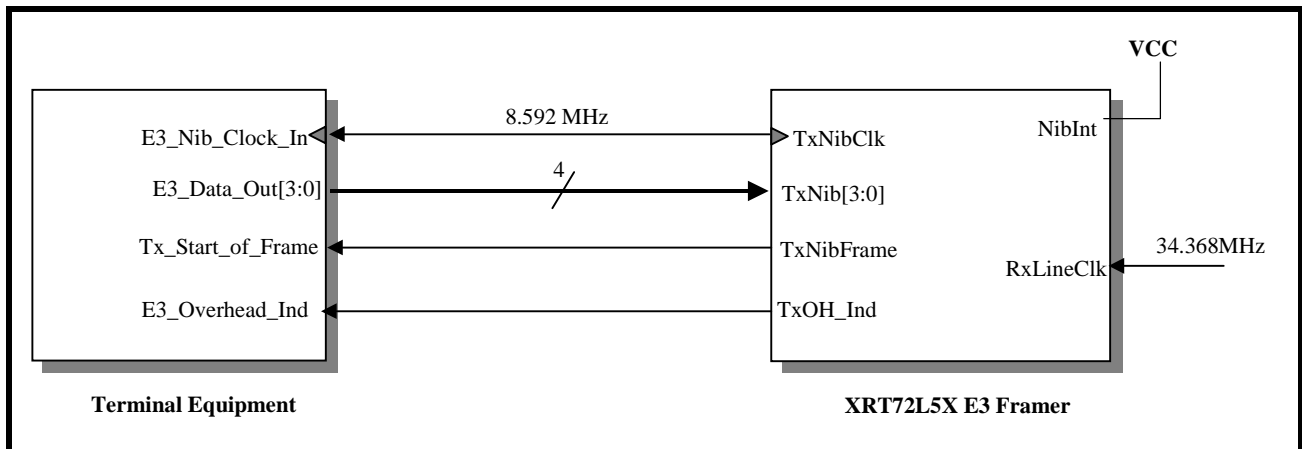 VCC
8.592 MHz
E3_Nib_Clock_In
TxNibClk
NibInt
4
E3_Data_Out[3:0]
TxNib[3:0]
Tx_Start_of_Frame
TxNibFrame
34.368MHz
RxLineClk
E3_Overhead_Ind
TxOH_Ind
Terminal Equipment
XRT72L5X E3 Framer